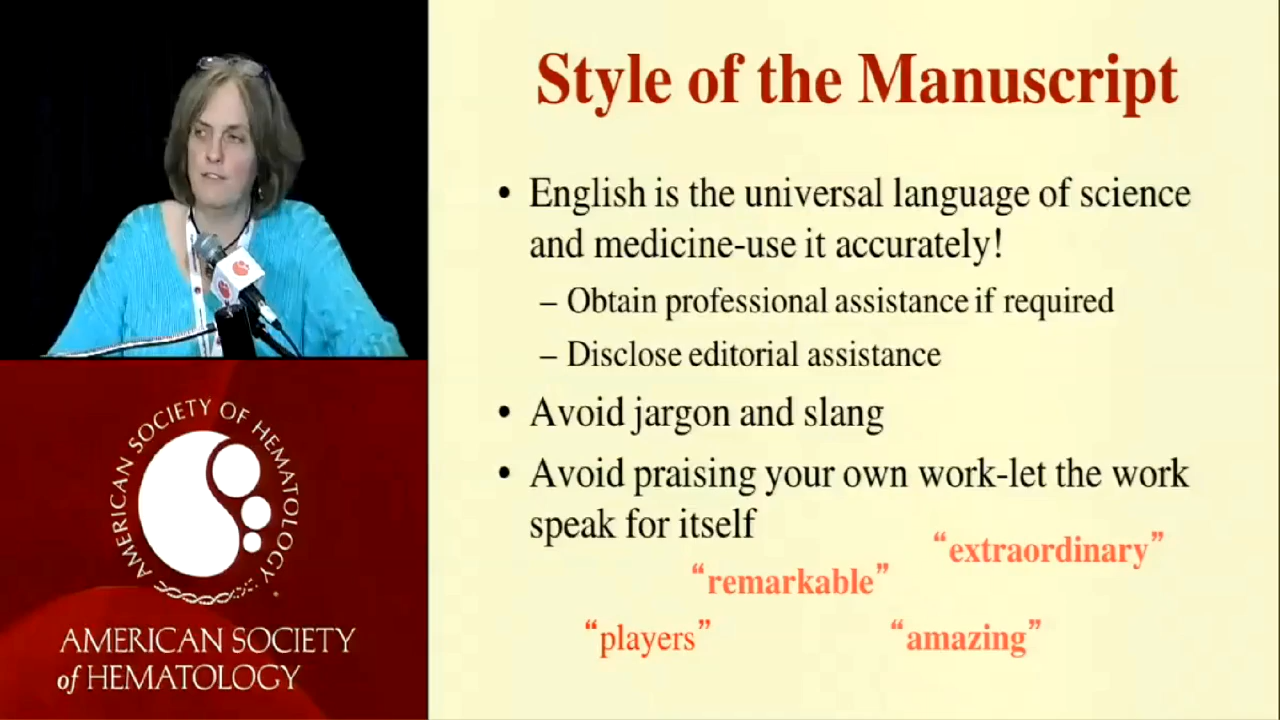 Style of the Manuscript
• English is the universal language of science
and medicine-use it accurately!
– Obtain professional assistance if required
– Disclose editorial assistance
• Avoid jargon and slang
• Avoid praising your own work-let the work
speak for itself
“extraordinary”
“remarkable”
“players”
“amazing”
AMERICAN SOCIETY OF HEMATOLOGY
AMERICAN SOCIETY
of HEMATOLOGY